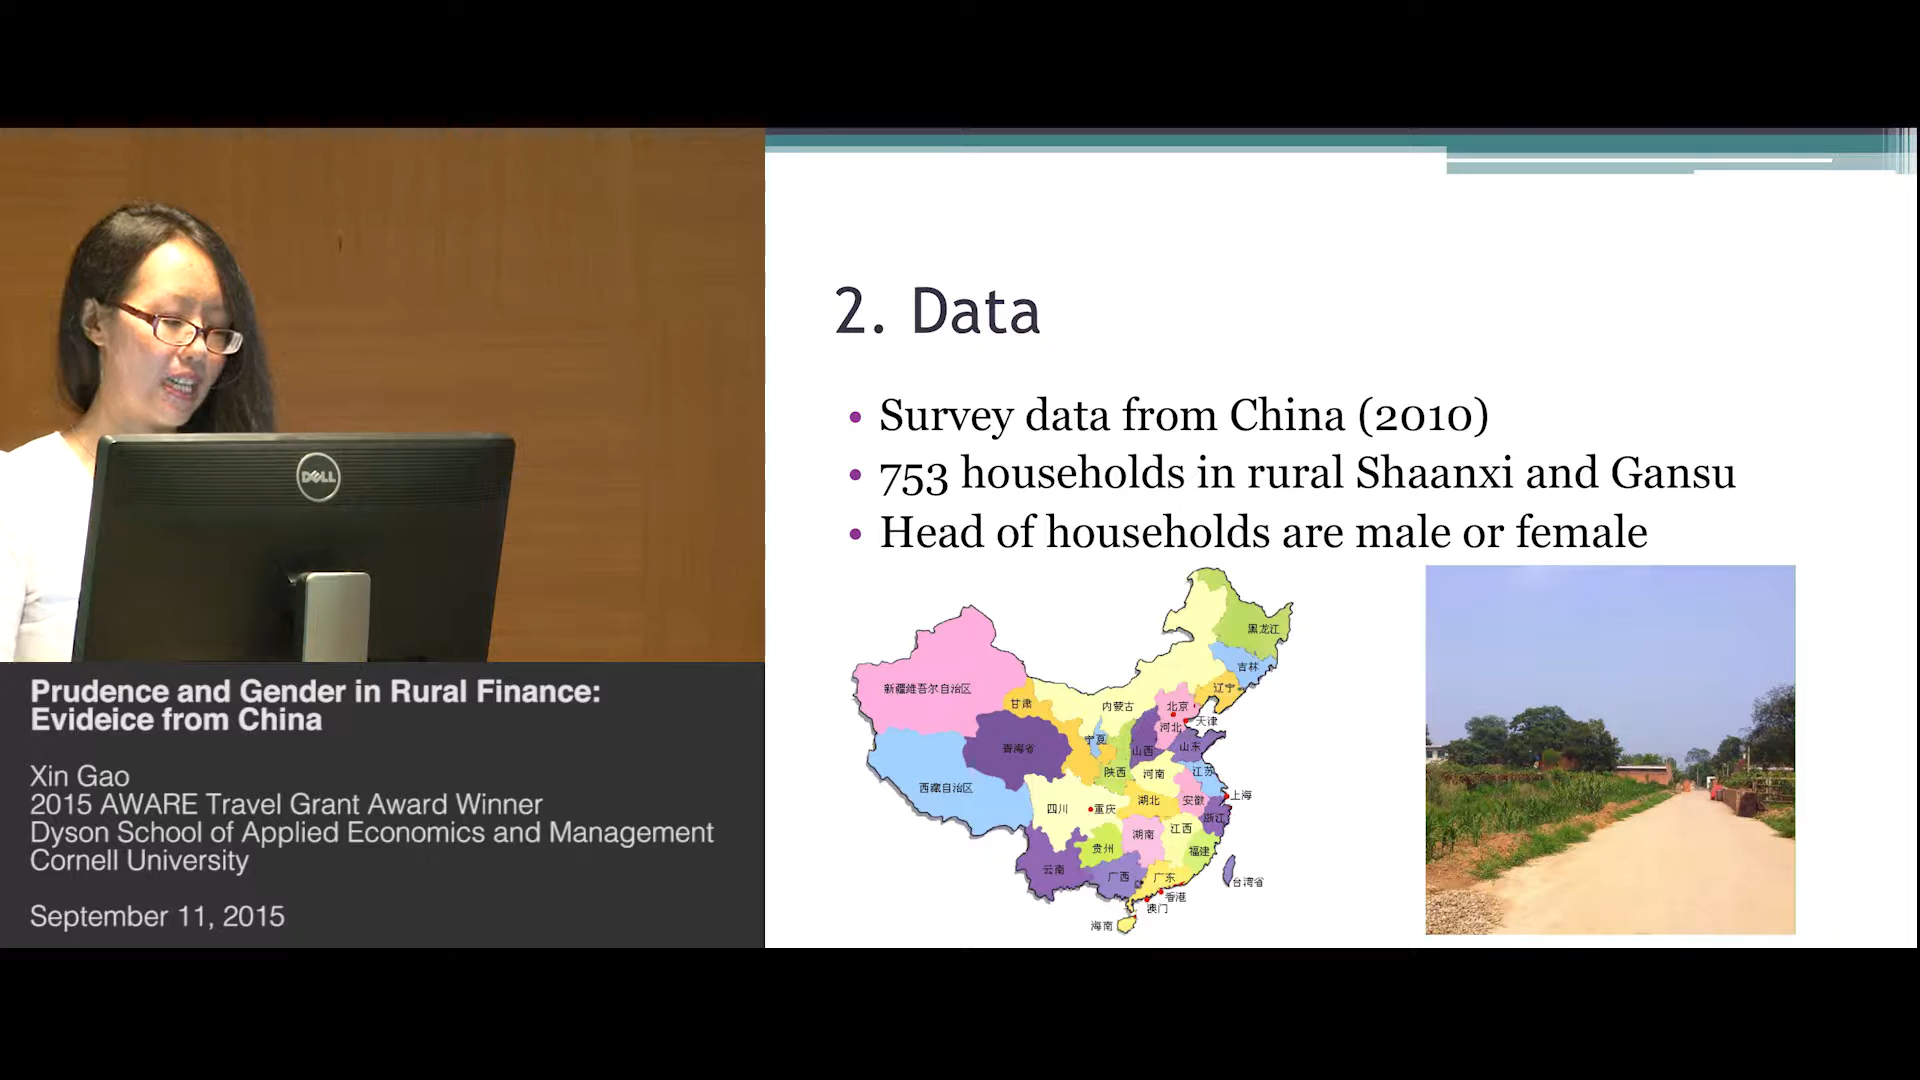 DELL
Prudence and Gender in Rural Finance:
Evideice from China
Xin Gao
2015 AWARE Travel Grant Award Winner
Dyson School of Applied Economics and Management
Cornell University
September 11, 2015
2. Data
• Survey data from China (2010)
• 753 households in rural Shaanxi and Gansu
• Head of households are male or female
黑龙江
吉林
辽宁
新疆维吾尔自治区
甘肃
内蒙古
北京
天津
河北
宁夏
山西
山东
青海省
陕西
河南
江苏
西藏自治区
四川
重庆
湖北
安徽
上海
浙江
湖南
江西
贵州
福建
云南
广西
广东
台湾省
香港
澳门
海南